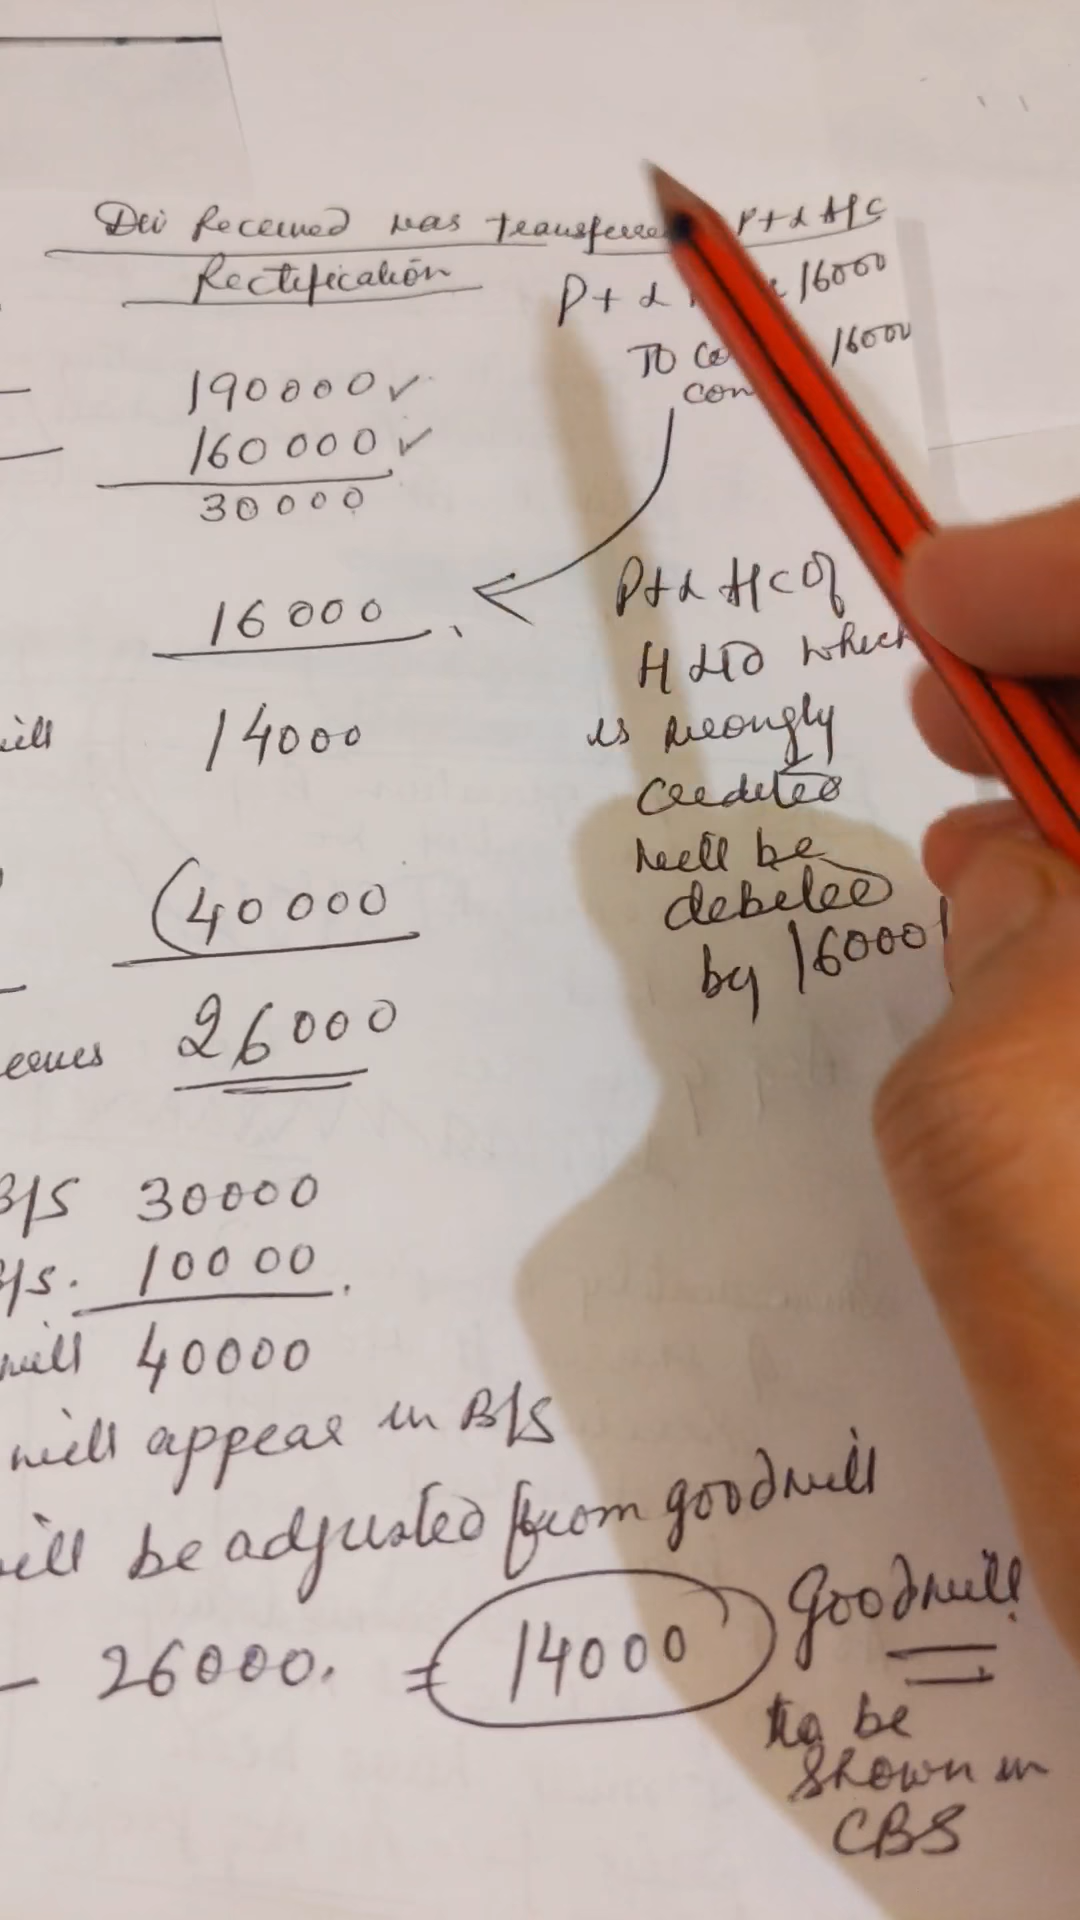 Div Received was transferred P+L A/c
Rectification
P+L 16000
To 16000
con
190000 ✓
160000 ✓
30000
16000
14000
P+L A/c of
H Ltd which
is wrongly
credited
will be
debited
by 16000/
(40000
26000
B/S 30000
/S. 10000
will 40000
will appear in B/S
will be adjusted from goodwill
- 26000. = 14000 Goodwill
to be
shown in
CBS